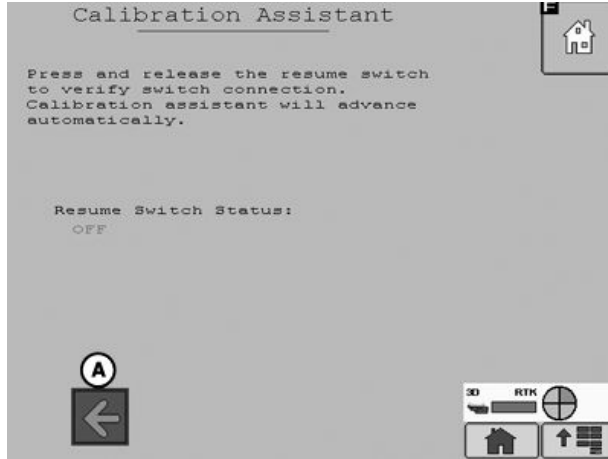 Calibration Assistant
F
Press and release the resume switch
to verify switch connection.
Calibration assistant will advance
automatically.
Resume Switch Status:
OFF
A
3D RTK